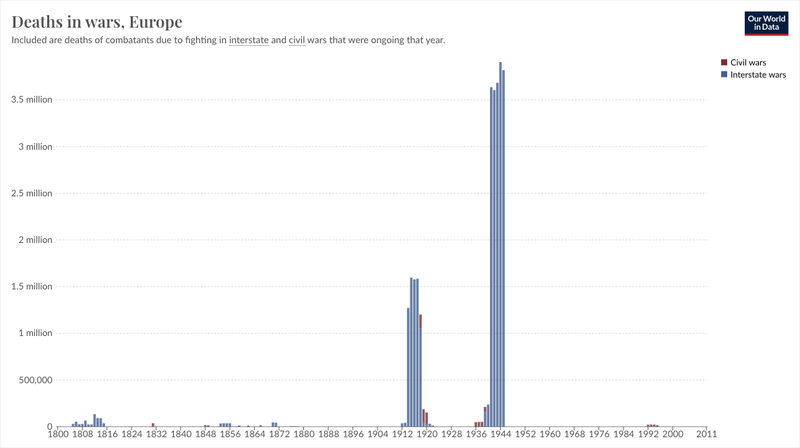 Deaths in wars, Europe
Included are deaths of combatants due to fighting in interstate and civil wars that were ongoing that year.
Our World
in Data
Civil wars
Interstate wars
3.5 million
3 million
2.5 million
2 million
1.5 million
1 million
500,000
0
1800 1808 1816 1824 1832 1840 1848 1856 1864 1872 1880 1888 1896 1904 1912 1920 1928 1936 1944 1952 1960 1968 1976 1984 1992 2000 2011